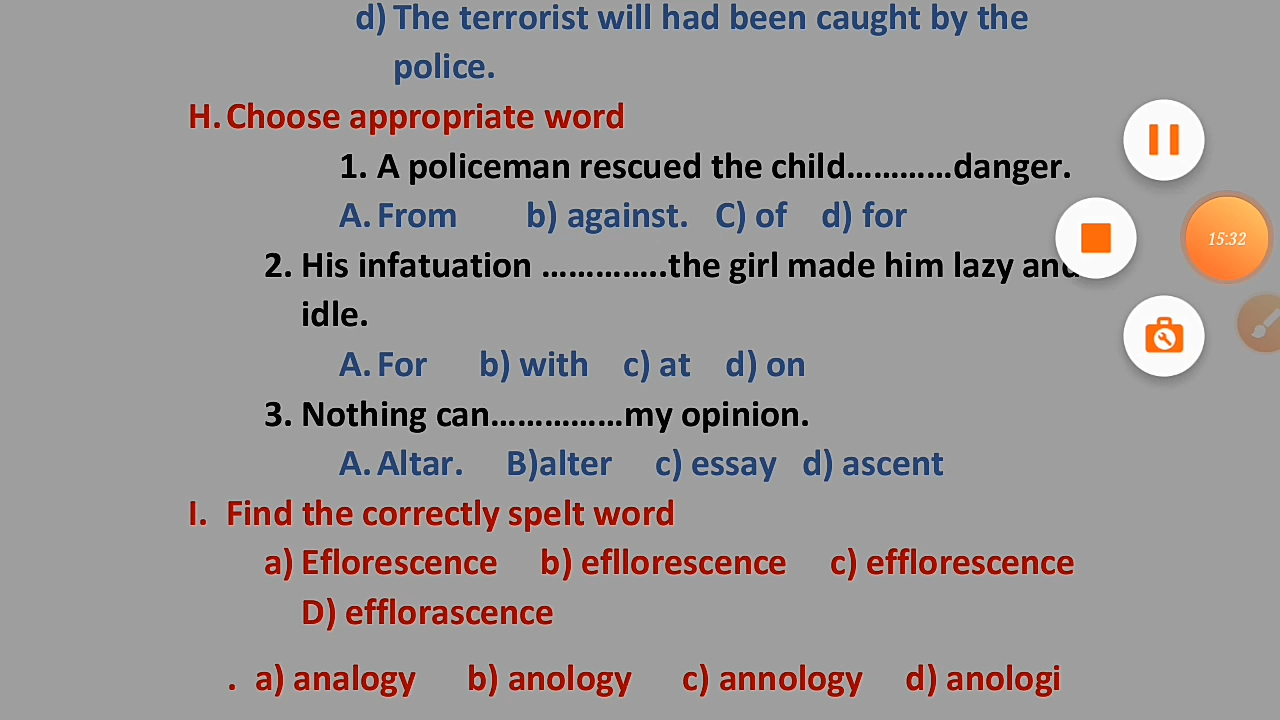 d) The terrorist will had been caught by the
police.
H. Choose appropriate word
1. A policeman rescued the child…………danger.
A. From b) against. C) of d) for
15:32
2. His infatuation …………..the girl made him lazy and
idle.
A. For b) with c) at d) on
3. Nothing can……………my opinion.
A. Altar. B)alter c) essay d) ascent
I. Find the correctly spelt word
a) Eflorescence b) efllorescence c) efflorescence
D) efflorascence
. a) analogy b) anology c) annology d) anologi